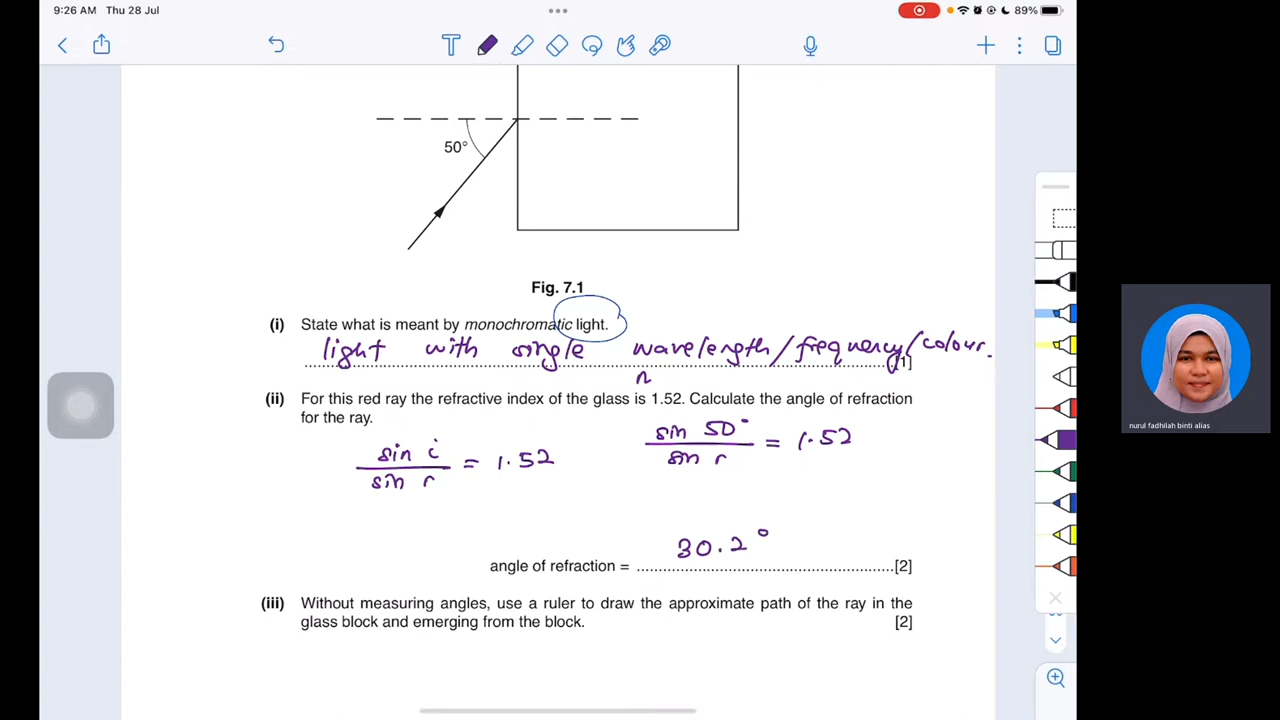 9:26 AM Thu 28 Jul
89%
T
50°
Fig. 7.1
(i) State what is meant by monochromatic light.
light with single wavelength/frequency/colour.
[1]
n
(ii) For this red ray the refractive index of the glass is 1.52. Calculate the angle of refraction
for the ray.
sin i / sin r = 1.52
sin 50° / sin r = 1.52
30.2°
angle of refraction = ................................................[2]
(iii) Without measuring angles, use a ruler to draw the approximate path of the ray in the
glass block and emerging from the block. [2]
nurul fadhilah binti alias